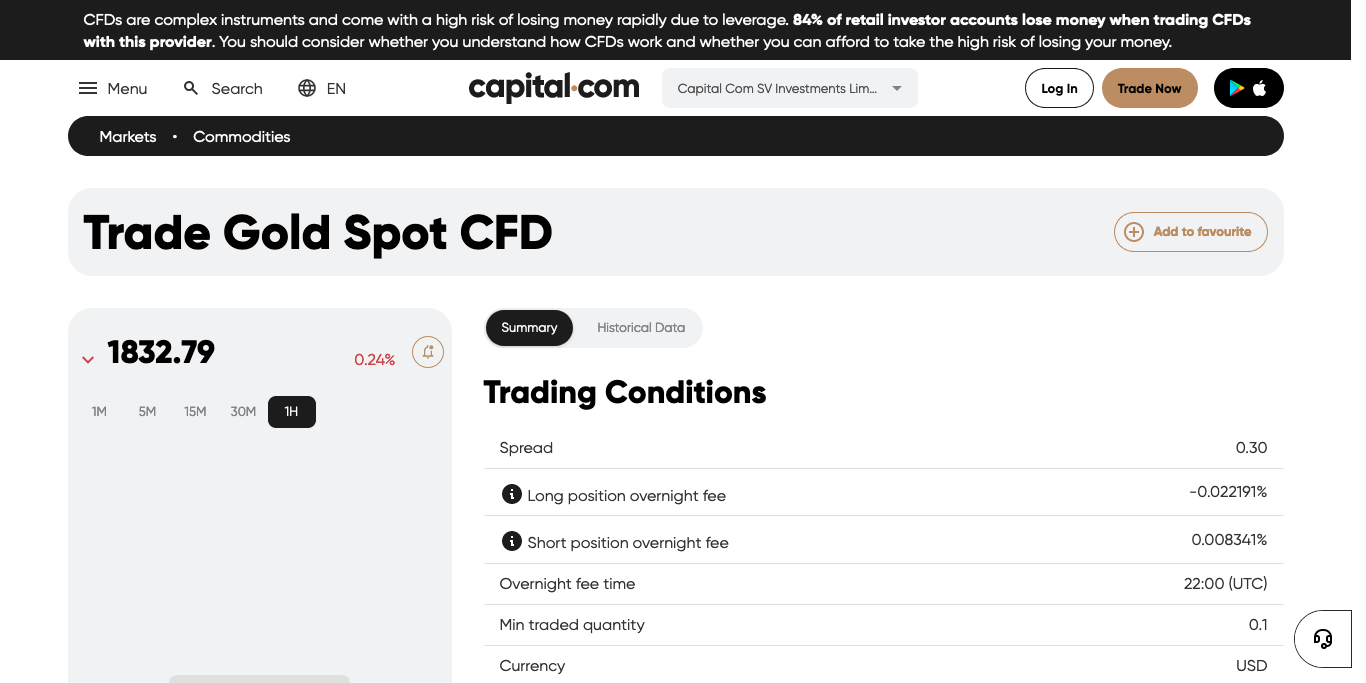 CFDs are complex instruments and come with a high risk of losing money rapidly due to leverage. 84% of retail investor accounts lose money when trading CFDs
with this provider. You should consider whether you understand how CFDs work and whether you can afford to take the high risk of losing your money.
Menu Search EN capital.com Capital Com SV Investments Lim... Log In Trade Now
Markets • Commodities
Trade Gold Spot CFD Add to favourite
1832.79 0.24%
1M 5M 15M 30M 1H
Summary Historical Data
Trading Conditions
Spread 0.30
Long position overnight fee -0.022191%
Short position overnight fee 0.008341%
Overnight fee time 22:00 (UTC)
Min traded quantity 0.1
Currency USD